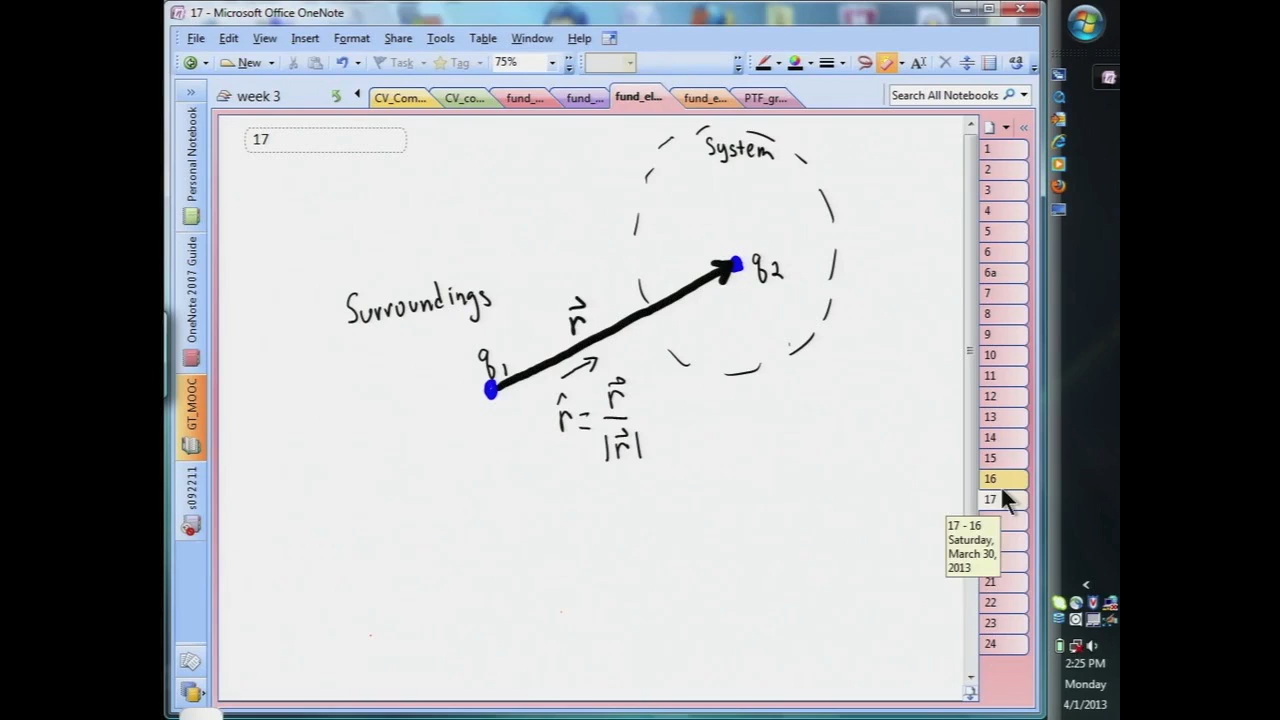 17 - Microsoft Office OneNote
File Edit View Insert Format Share Tools Table Window Help
New Task Tag 75%
week 3 CV_Com... CV_co... fund_... fund_... fund_el... fund_e... PTF_gr... Search All Notebooks
17
System
q2
Surroundings
r
q1
r̂ = r / |r|
Personal Notebook
OneNote 2007 Guide
GT_MOOC
s092211
1
2
3
4
5
6
6a
7
8
9
10
11
12
13
14
15
16
17
17 - 16
Saturday,
March 30,
2013
21
22
23
24
2:25 PM
Monday
4/1/2013